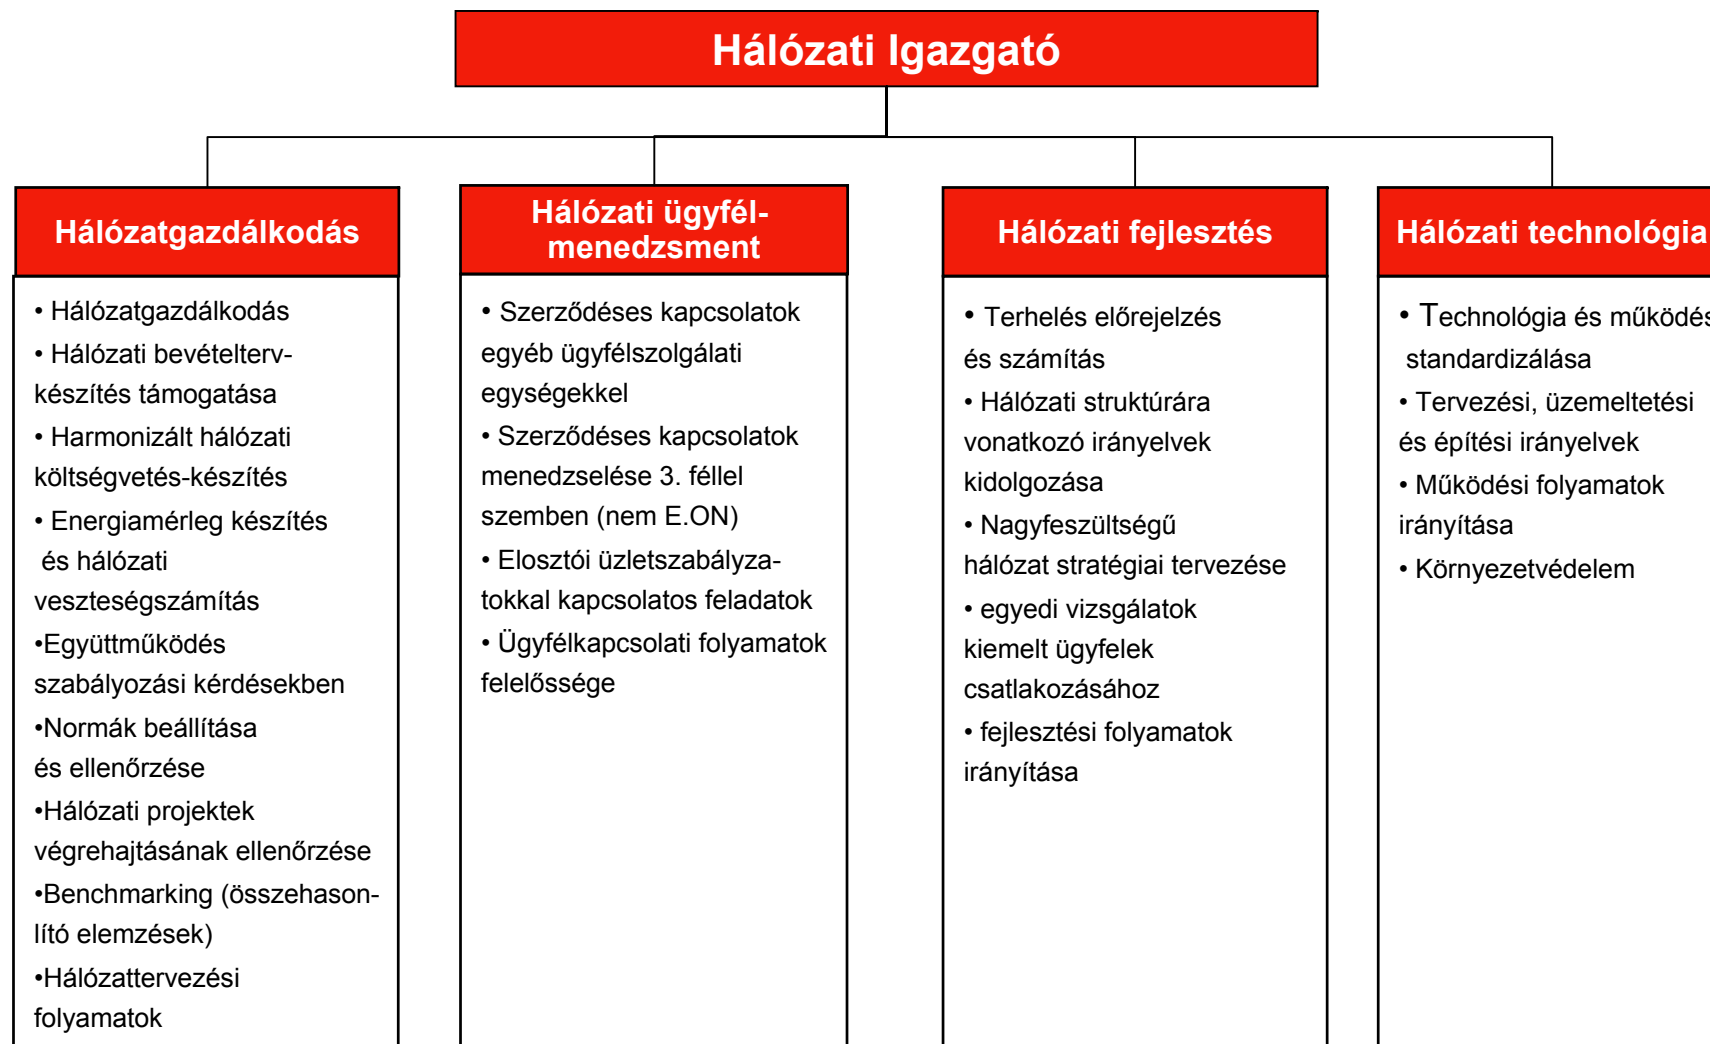 Hálózati Igazgató
Hálózatgazdálkodás
• Hálózatgazdálkodás
• Hálózati bevételterv-
készítés támogatása
• Harmonizált hálózati
költségvetés-készítés
• Energiamérleg készítés
és hálózati
veszteségszámítás
•Együttműködés
szabályozási kérdésekben
•Normák beállítása
és ellenőrzése
•Hálózati projektek
végrehajtásának ellenőrzése
•Benchmarking (összehason-
lító elemzések)
•Hálózattervezési
folyamatok
Hálózati ügyfél-
menedzsment
• Szerződéses kapcsolatok
egyéb ügyfélszolgálati
egységekkel
• Szerződéses kapcsolatok
menedzselése 3. féllel
szemben (nem E.ON)
• Elosztói üzletszabályza-
tokkal kapcsolatos feladatok
• Ügyfélkapcsolati folyamatok
felelőssége
Hálózati fejlesztés
• Terhelés előrejelzés
és számítás
• Hálózati struktúrára
vonatkozó irányelvek
kidolgozása
• Nagyfeszültségű
hálózat stratégiai tervezése
• egyedi vizsgálatok
kiemelt ügyfelek
csatlakozásához
• fejlesztési folyamatok
irányítása
Hálózati technológia
• Technológia és működés
standardizálása
• Tervezési, üzemeltetési
és építési irányelvek
• Működési folyamatok
irányítása
• Környezetvédelem